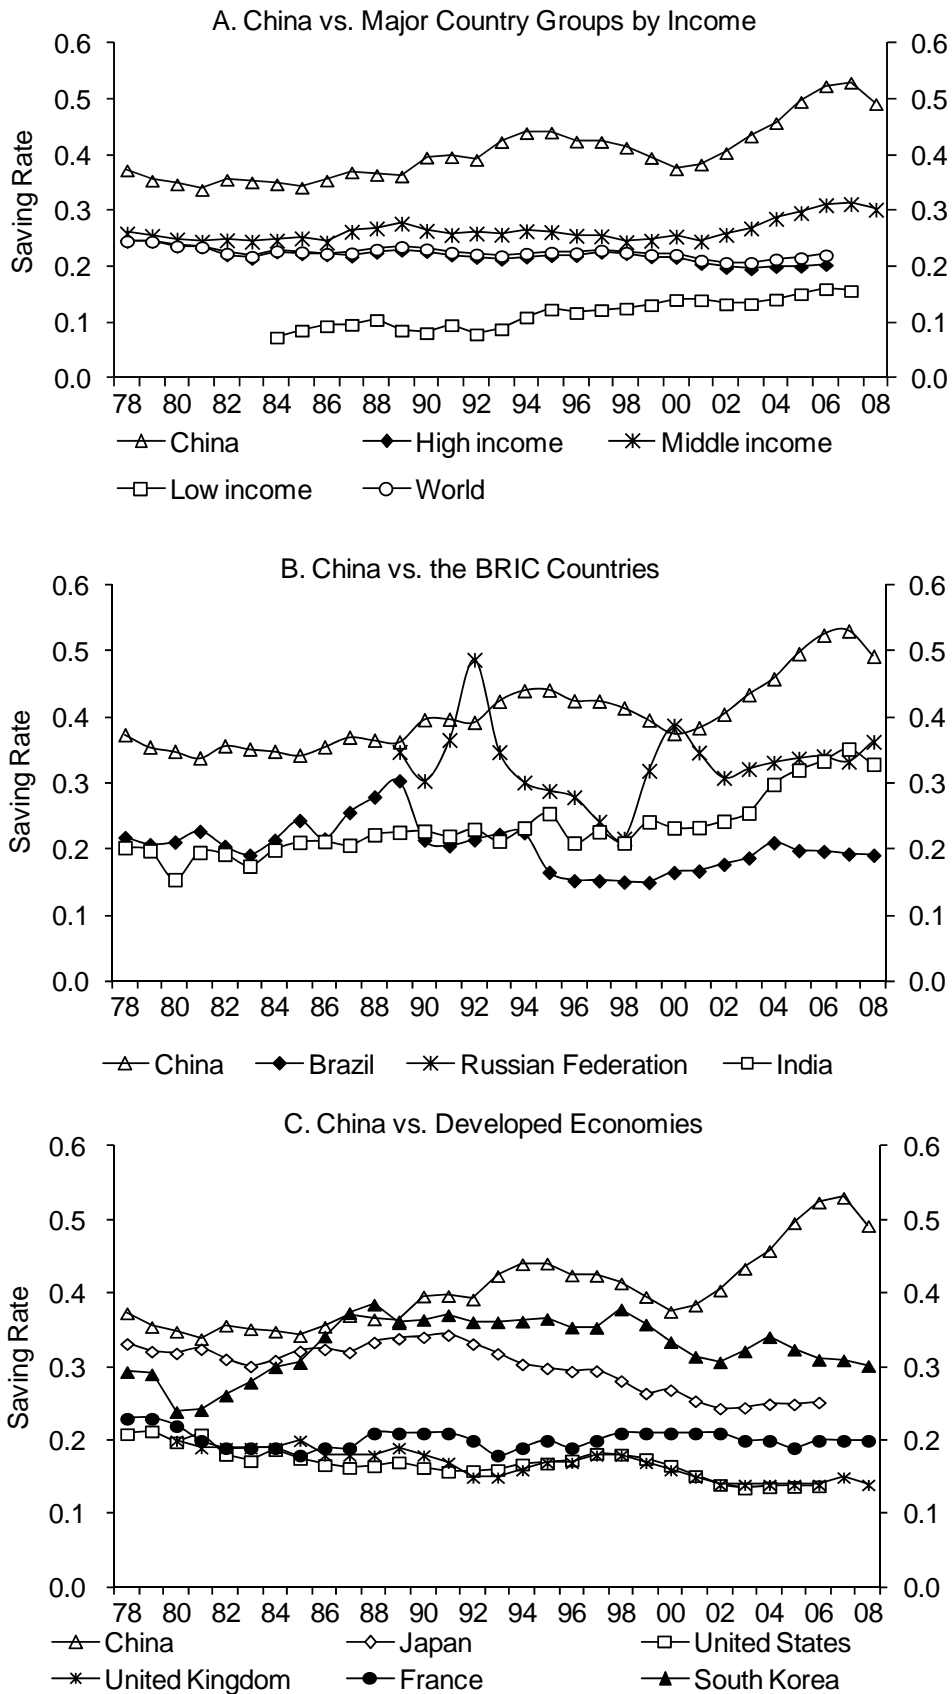 A. China vs. Major Country Groups by Income
0.6 0.6
0.5 0.5
0.4 0.4
0.3 0.3
0.2 0.2
0.1 0.1
0.0 0.0
Saving Rate
78 80 82 84 86 88 90 92 94 96 98 00 02 04 06 08
China High income Middle income
Low income World
B. China vs. the BRIC Countries
0.6 0.6
0.5 0.5
0.4 0.4
0.3 0.3
0.2 0.2
0.1 0.1
0.0 0.0
Saving Rate
78 80 82 84 86 88 90 92 94 96 98 00 02 04 06 08
China Brazil Russian Federation India
C. China vs. Developed Economies
0.6 0.6
0.5 0.5
0.4 0.4
0.3 0.3
0.2 0.2
0.1 0.1
0.0 0.0
Saving Rate
78 80 82 84 86 88 90 92 94 96 98 00 02 04 06 08
China Japan United States
United Kingdom France South Korea